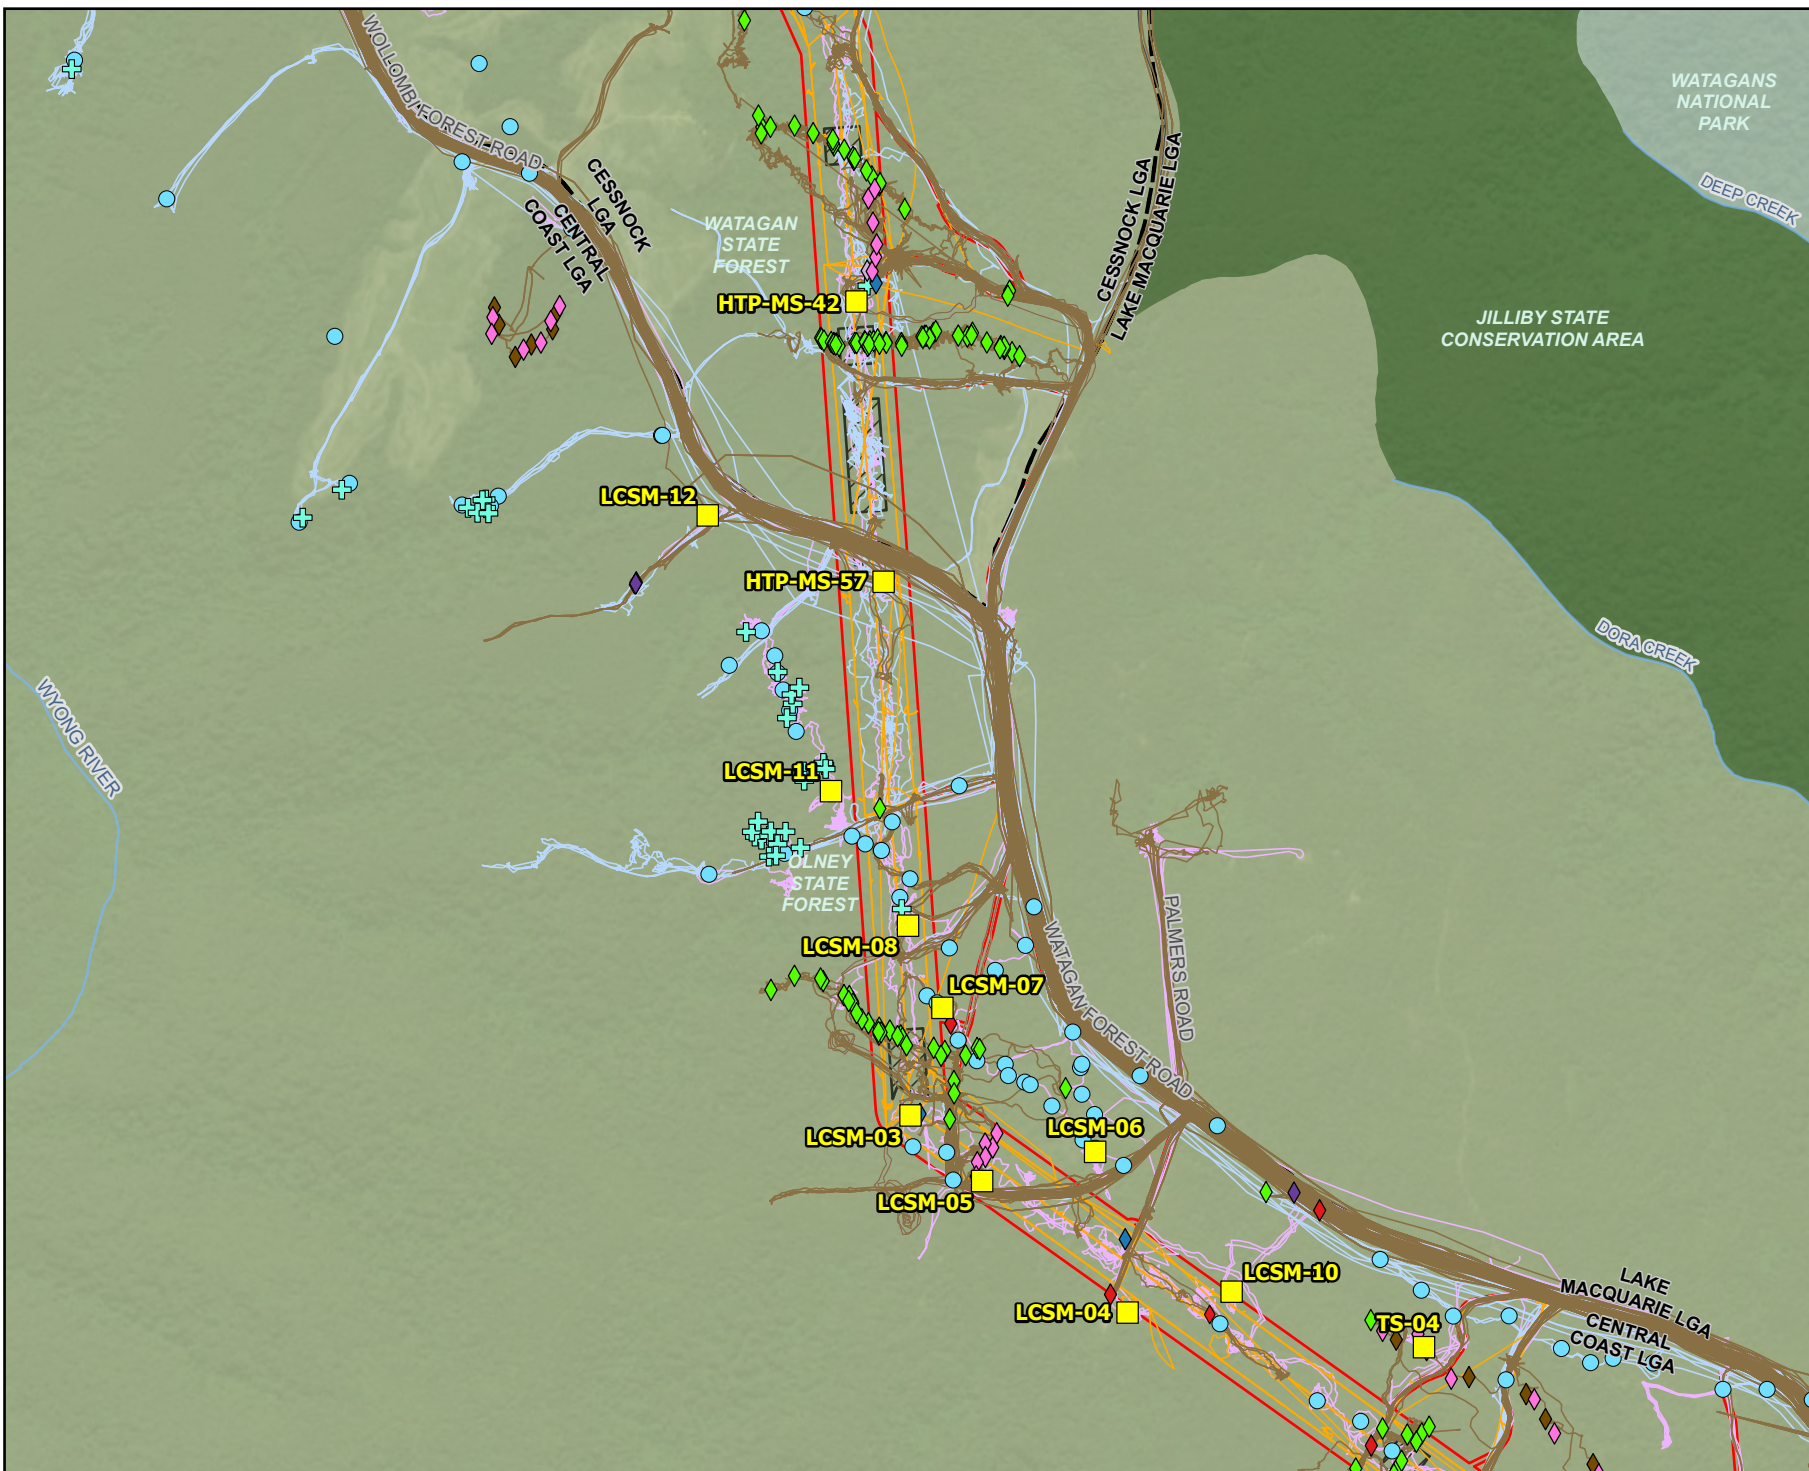 WATAGANS
NATIONAL
PARK
WOLLOMBI FOREST ROAD
CESSNOCK
LGA
CENTRAL
COAST LGA
CESSNOCK LGA
LAKE MACQUARIE LGA
DEEP CREEK
WATAGAN
STATE
FOREST
HTP-MS-42
JILLIBY STATE
CONSERVATION AREA
LCSM-12
HTP-MS-57
DORA CREEK
WYONG RIVER
LCSM-11
OLNEY
STATE
FOREST
PALMERS ROAD
LCSM-08
WATAGAN FOREST ROAD
LCSM-07
LCSM-03
LCSM-06
LCSM-05
LCSM-10
LCSM-04
TS-04
LAKE
MACQUARIE LGA
CENTRAL
COAST LGA